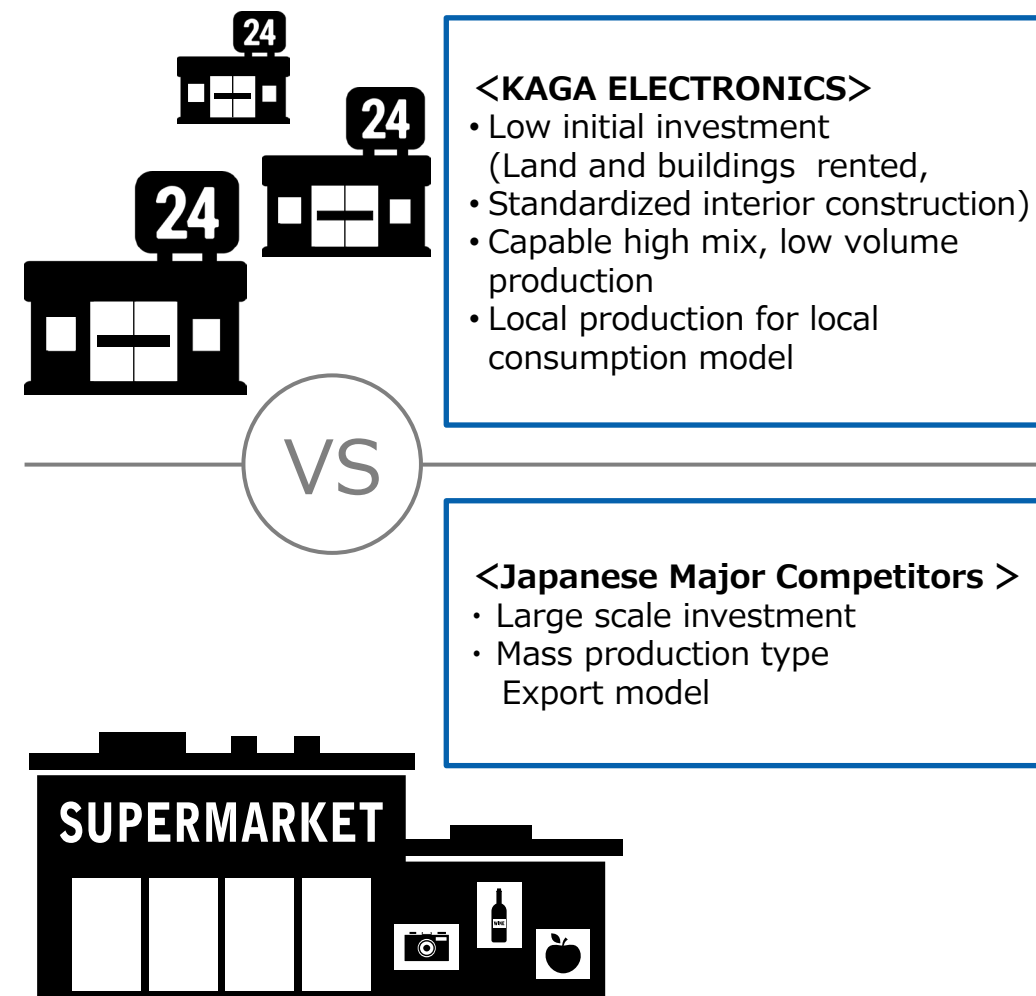 24
24
24
<KAGA ELECTRONICS>
・Low initial investment
(Land and buildings rented,
・Standardized interior construction)
・Capable high mix, low volume
production
・Local production for local
consumption model
VS
<Japanese Major Competitors >
・ Large scale investment
・ Mass production type
Export model
SUPERMARKET
WINE